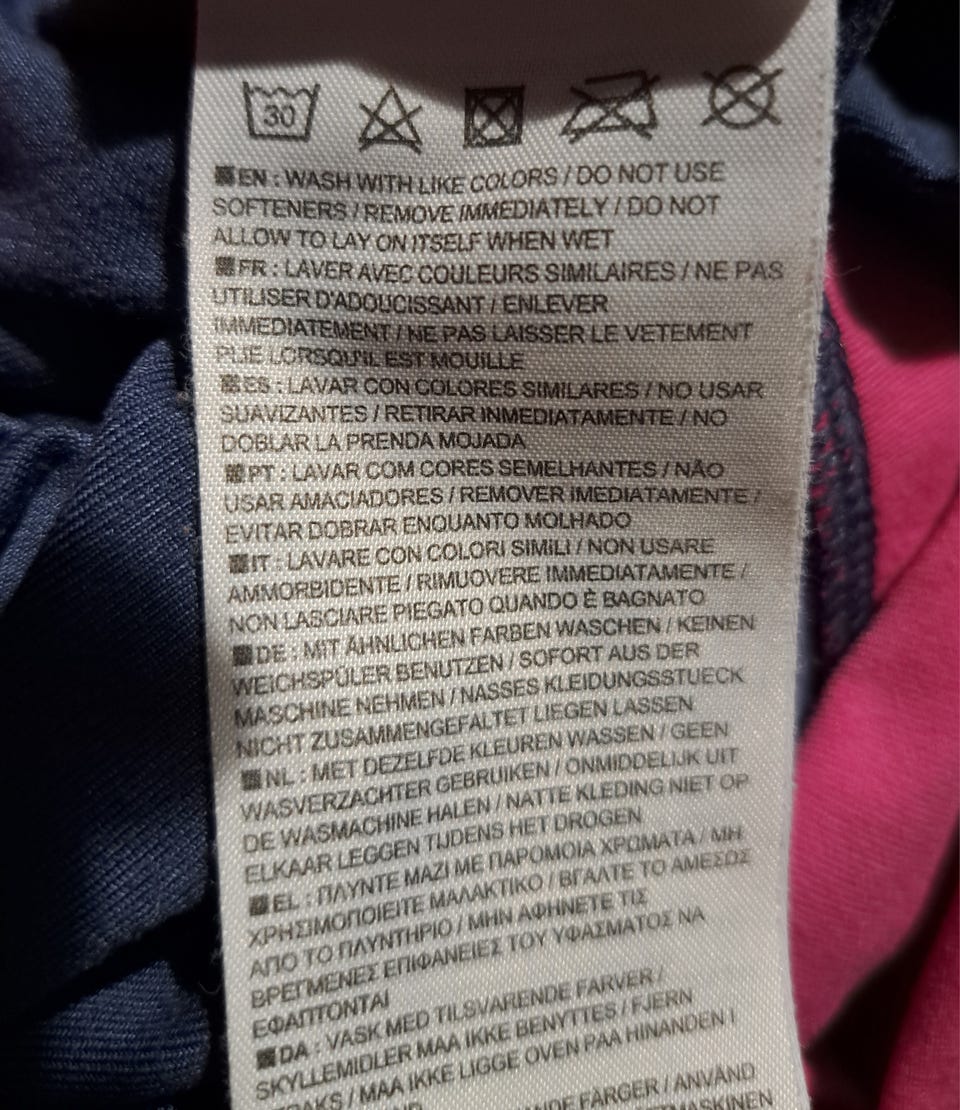 30
EN : WASH WITH LIKE COLORS / DO NOT USE
SOFTENERS / REMOVE IMMEDIATELY / DO NOT
ALLOW TO LAY ON ITSELF WHEN WET
FR : LAVER AVEC COULEURS SIMILAIRES / NE PAS
UTILISER D'ADOUCISSANT / ENLEVER
IMMEDIATEMENT / NE PAS LAISSER LE VETEMENT
PLIE LORSQU'IL EST MOUILLE
ES : LAVAR CON COLORES SIMILARES / NO USAR
SUAVIZANTES / RETIRAR INMEDIATAMENTE / NO
DOBLAR LA PRENDA MOJADA
PT : LAVAR COM CORES SEMELHANTES / NÃO
USAR AMACIADORES / REMOVER IMEDIATAMENTE /
EVITAR DOBRAR ENQUANTO MOLHADO
IT : LAVARE CON COLORI SIMILI / NON USARE
AMMORBIDENTE / RIMUOVERE IMMEDIATAMENTE /
NON LASCIARE PIEGATO QUANDO È BAGNATO
DE : MIT ÄHNLICHEN FARBEN WASCHEN / KEINEN
WEICHSPÜLER BENUTZEN / SOFORT AUS DER
MASCHINE NEHMEN / NASSES KLEIDUNGSSTUECK
NICHT ZUSAMMENGEFALTET LIEGEN LASSEN
NL : MET DEZELFDE KLEUREN WASSEN / GEEN
WASVERZACHTER GEBRUIKEN / ONMIDDELIJK UIT
DE WASMACHINE HALEN / NATTE KLEDING NIET OP
ELKAAR LEGGEN TIJDENS HET DROGEN
EL : ΠΛΥΝΤΕ ΜΑΖΙ ΜΕ ΠΑΡΟΜΟΙΑ ΧΡΩΜΑΤΑ / ΜΗ
ΧΡΗΣΙΜΟΠΟΙΕΙΤΕ ΜΑΛΑΚΤΙΚΟ / ΒΓΑΛΤΕ ΤΟ ΑΜΕΣΩΣ
ΑΠΟ ΤΟ ΠΛΥΝΤΗΡΙΟ / ΜΗΝ ΑΦΗΝΕΤΕ ΤΙΣ
ΒΡΕΓΜΕΝΕΣ ΕΠΙΦΑΝΕΙΕΣ ΤΟΥ ΥΦΑΣΜΑΤΟΣ ΝΑ
ΕΦΑΠΤΟΝΤΑΙ
DA : VASK MED TILSVARENDE FARVER /
SKYLLEMIDLER MAA IKKE BENYTTES / FJERN
STRAKS / MAA IKKE LIGGE OVEN PAA HINANDEN I
FÄRGER / ANVÄND